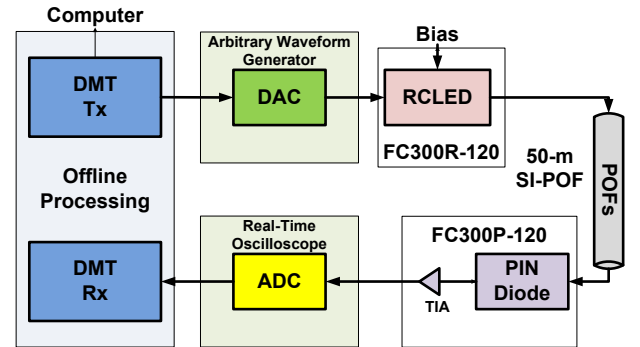 Computer
DMT
Tx
Offline
Processing
DMT
Rx
Arbitrary Waveform
Generator
DAC
Bias
RCLED
FC300R-120
50-m
SI-POF
POFs
Real-Time
Oscilloscope
ADC
FC300P-120
TIA
PIN
Diode